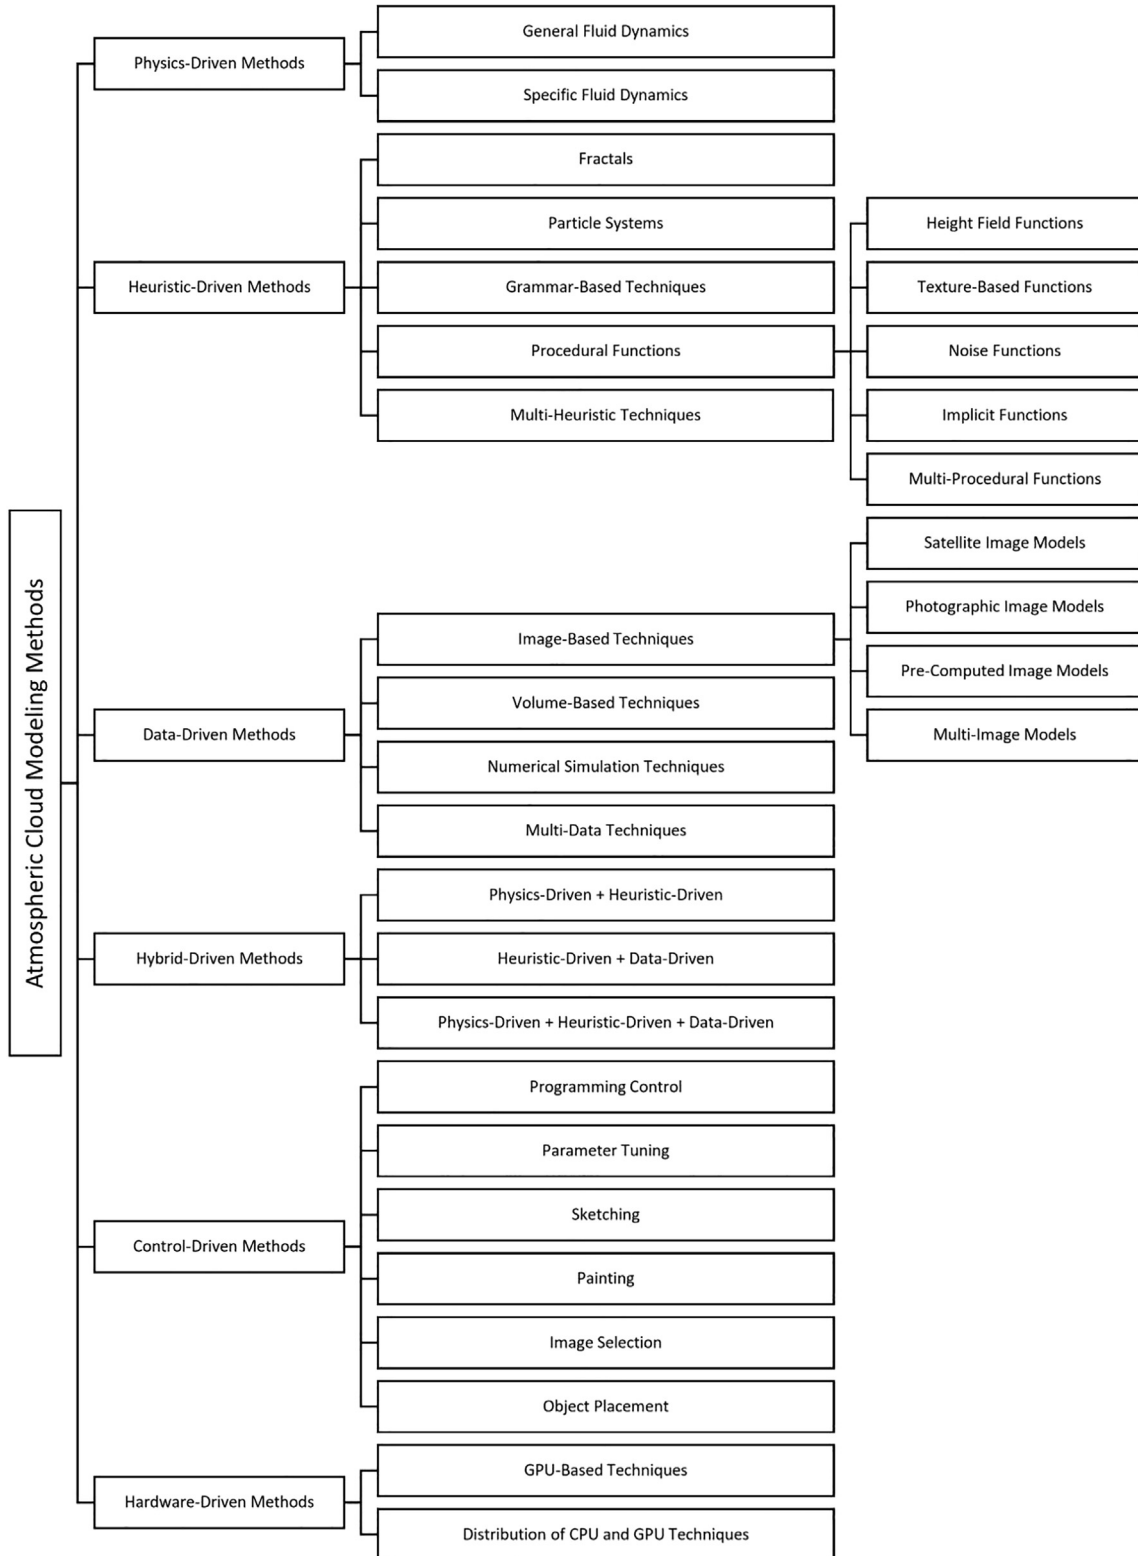 Atmospheric Cloud Modeling Methods
Physics-Driven Methods
General Fluid Dynamics
Specific Fluid Dynamics
Heuristic-Driven Methods
Fractals
Particle Systems
Grammar-Based Techniques
Procedural Functions
Height Field Functions
Texture-Based Functions
Noise Functions
Implicit Functions
Multi-Procedural Functions
Multi-Heuristic Techniques
Data-Driven Methods
Image-Based Techniques
Satellite Image Models
Photographic Image Models
Pre-Computed Image Models
Multi-Image Models
Volume-Based Techniques
Numerical Simulation Techniques
Multi-Data Techniques
Hybrid-Driven Methods
Physics-Driven + Heuristic-Driven
Heuristic-Driven + Data-Driven
Physics-Driven + Heuristic-Driven + Data-Driven
Control-Driven Methods
Programming Control
Parameter Tuning
Sketching
Painting
Image Selection
Object Placement
Hardware-Driven Methods
GPU-Based Techniques
Distribution of CPU and GPU Techniques